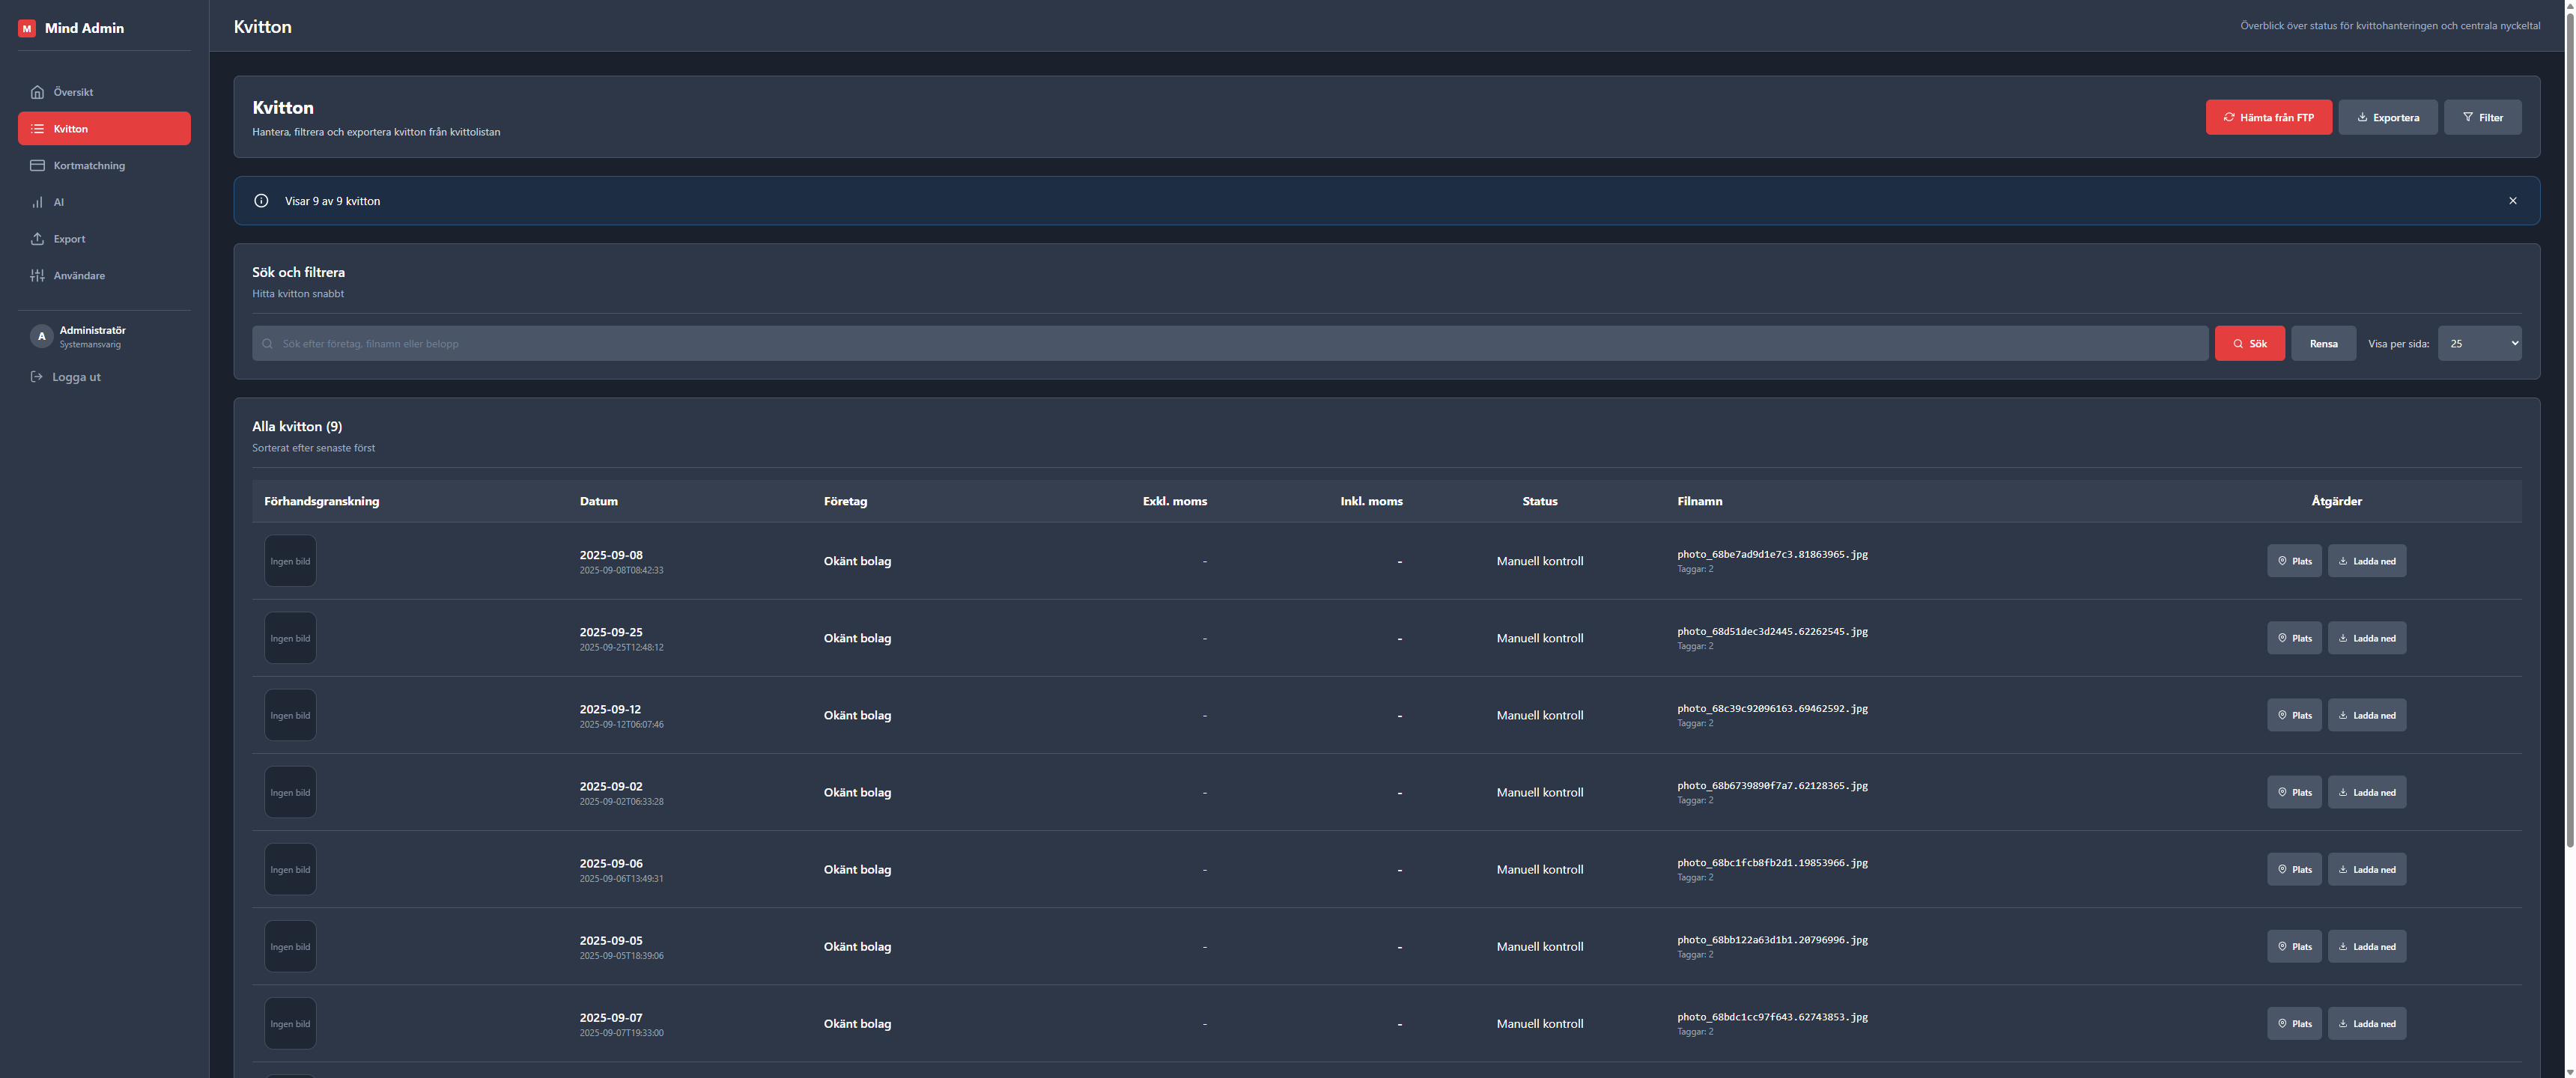 M Mind Admin
Översikt
Kvitton
Kortmatchning
AI
Export
Användare
A
Administratör
Systemansvarig
Logga ut
Kvitton
Överblick över status för kvittohanteringen och centrala nyckeltal
Kvitton
Hantera, filtrera och exportera kvitton från kvittolistan
Hämta från FTP
Exportera
Filter
Visar 9 av 9 kvitton
Sök och filtrera
Hitta kvitton snabbt
Sök efter företag, filnamn eller belopp
Sök
Rensa
Visa per sida:
25
Alla kvitton (9)
Sorterat efter senaste först
Förhandsgranskning Datum Företag Exkl. moms Inkl. moms Status Filnamn Åtgärder
Ingen bild 2025-09-08 Okänt bolag - - Manuell kontroll photo_68be7ad9d1e7c3.81863965.jpg Plats Ladda ned
2025-09-08T08:42:33 Taggar: 2
Ingen bild 2025-09-25 Okänt bolag - - Manuell kontroll photo_68d51dec3d2445.62262545.jpg Plats Ladda ned
2025-09-25T12:48:12 Taggar: 2
Ingen bild 2025-09-12 Okänt bolag - - Manuell kontroll photo_68c39c92096163.69462592.jpg Plats Ladda ned
2025-09-12T06:07:46 Taggar: 2
Ingen bild 2025-09-02 Okänt bolag - - Manuell kontroll photo_68b6739890f7a7.62128365.jpg Plats Ladda ned
2025-09-02T06:33:28 Taggar: 2
Ingen bild 2025-09-06 Okänt bolag - - Manuell kontroll photo_68bc1fcb8fb2d1.19853966.jpg Plats Ladda ned
2025-09-06T13:49:31 Taggar: 2
Ingen bild 2025-09-05 Okänt bolag - - Manuell kontroll photo_68bb122a63d1b1.20796996.jpg Plats Ladda ned
2025-09-05T18:39:06 Taggar: 2
Ingen bild 2025-09-07 Okänt bolag - - Manuell kontroll photo_68bdc1cc97f643.62743853.jpg Plats Ladda ned
2025-09-07T19:33:00 Taggar: 2